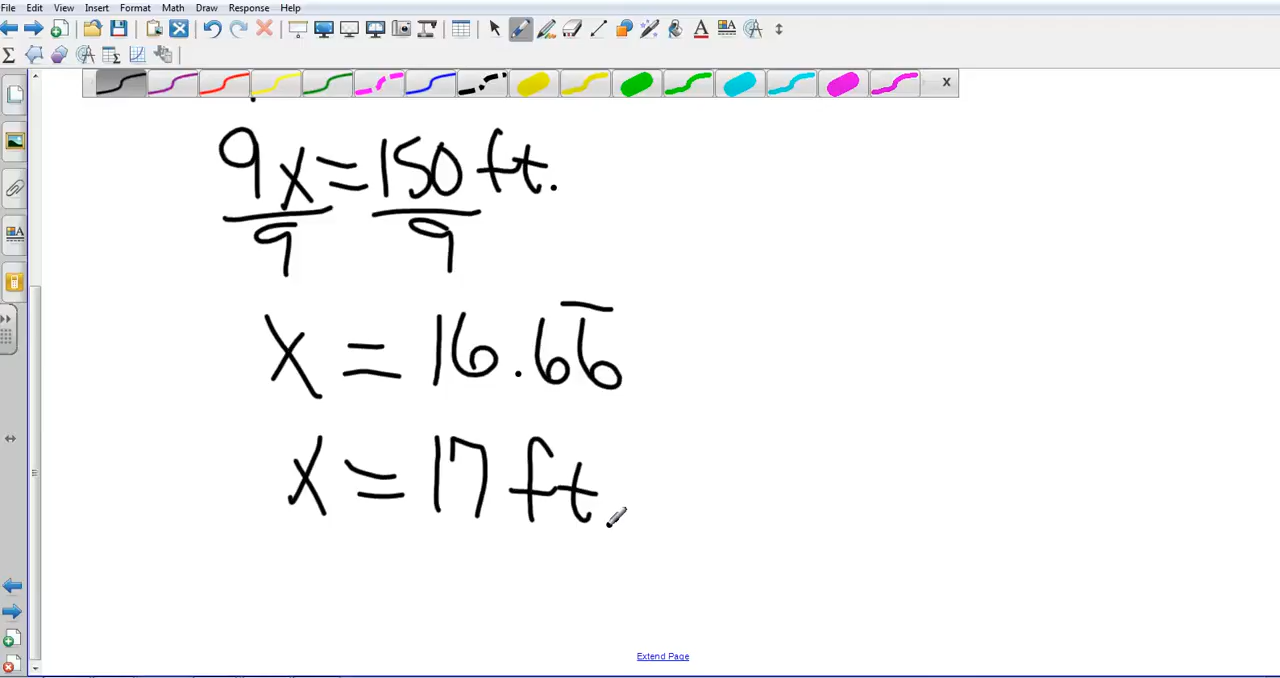 File Edit View Insert Format Math Draw Response Help
x
9x=150 ft.
9 9
x = 16.66̅
x = 17 ft.
Extend Page